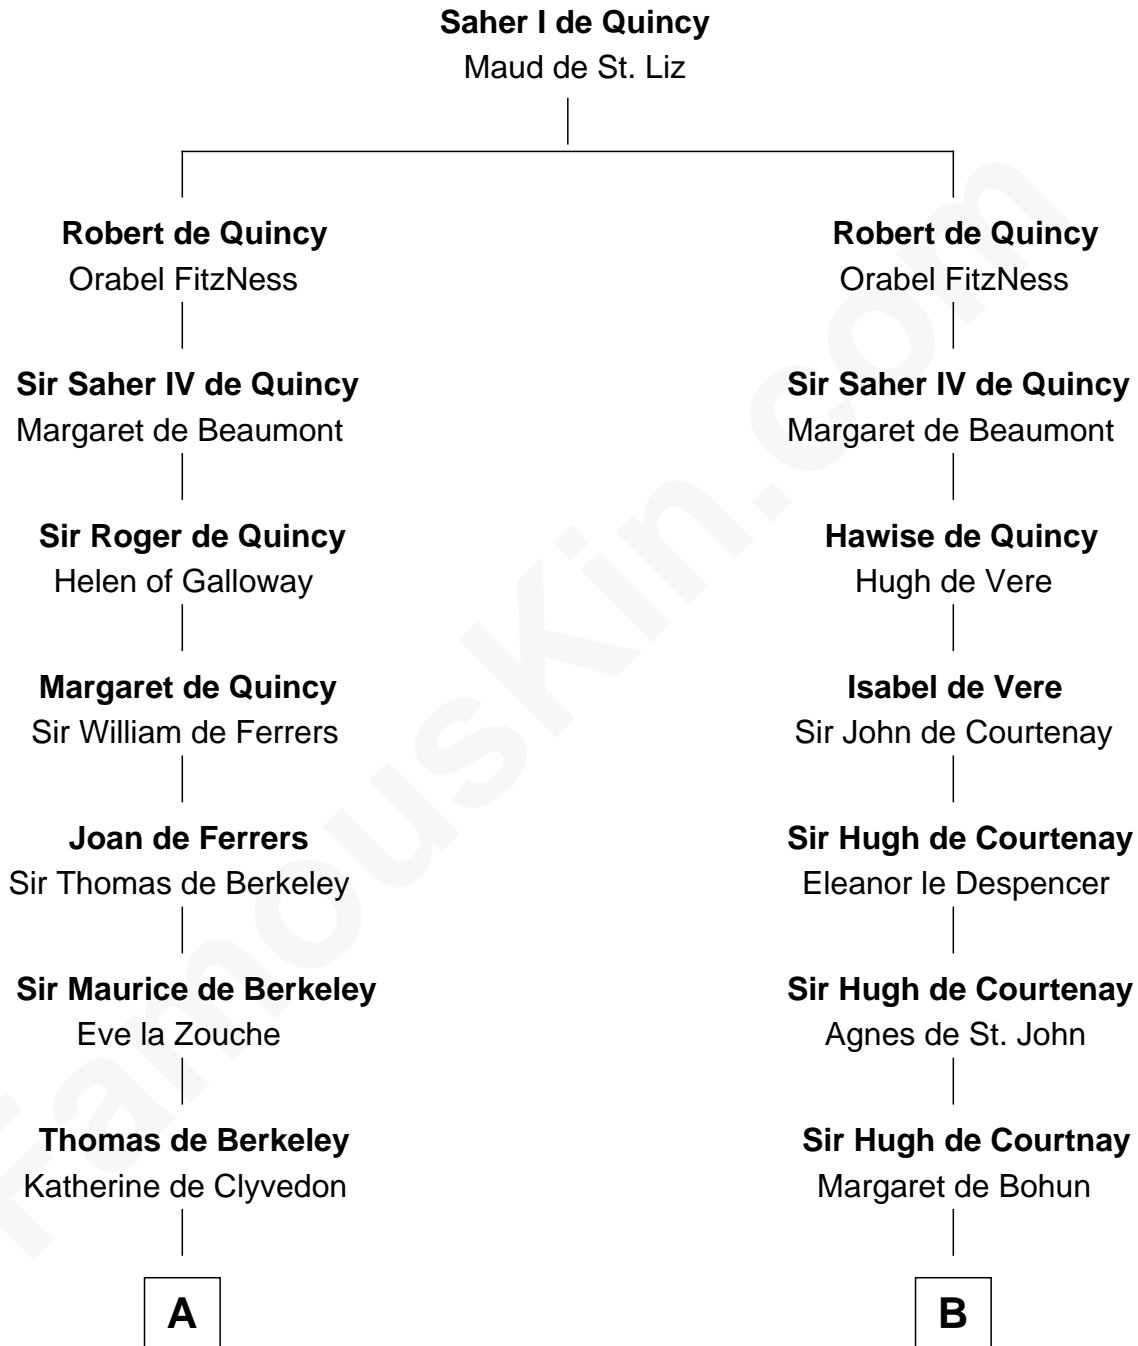 Saher I de Quincy
Maud de St. Liz
Robert de Quincy
Orabel FitzNess
Sir Saher IV de Quincy
Margaret de Beaumont
Sir Roger de Quincy
Helen of Galloway
Margaret de Quincy
Sir William de Ferrers
Joan de Ferrers
Sir Thomas de Berkeley
Sir Maurice de Berkeley
Eve la Zouche
Thomas de Berkeley
Katherine de Clyvedon
A
Robert de Quincy
Orabel FitzNess
Sir Saher IV de Quincy
Margaret de Beaumont
Hawise de Quincy
Hugh de Vere
Isabel de Vere
Sir John de Courtenay
Sir Hugh de Courtenay
Eleanor le Despencer
Sir Hugh de Courtenay
Agnes de St. John
Sir Hugh de Courtnay
Margaret de Bohun
B
FamousKin.com